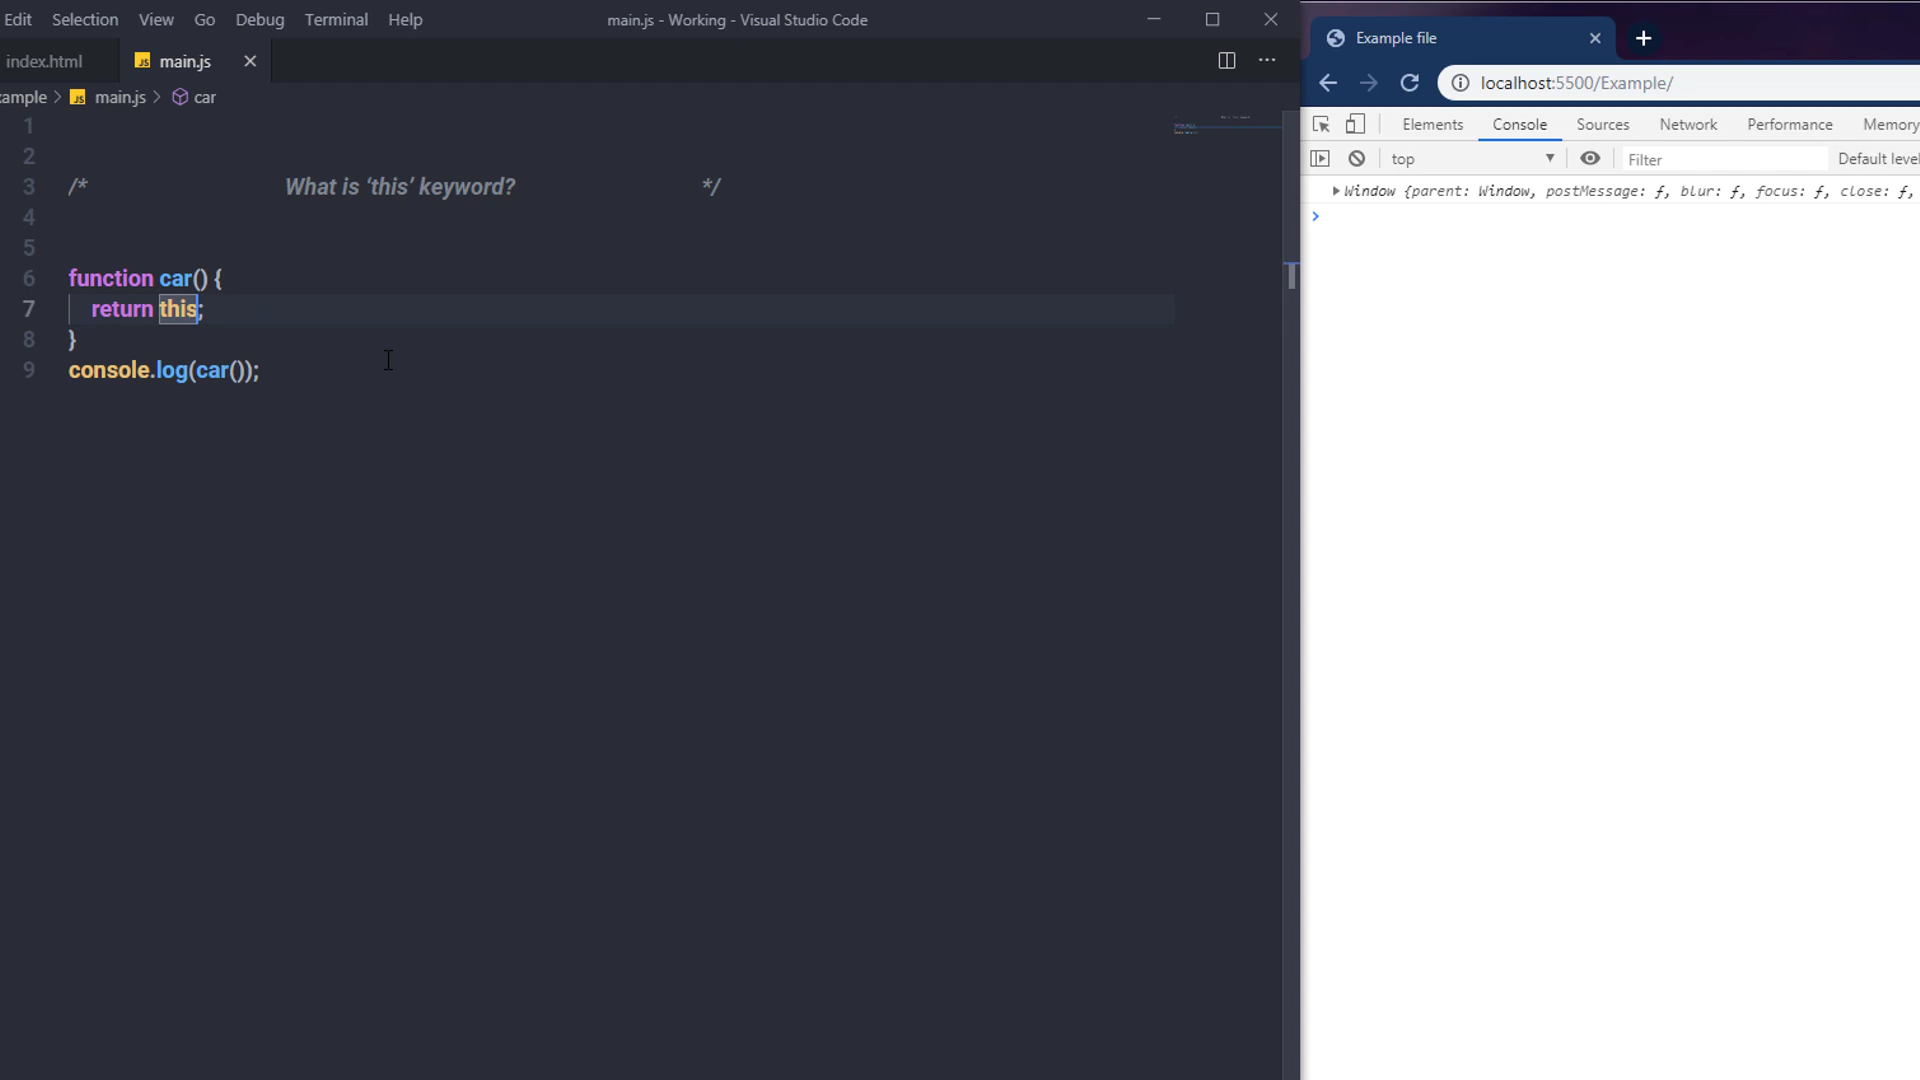 Edit Selection View Go Debug Terminal Help main.js - Working - Visual Studio Code
index.html JS main.js
ample > JS main.js > car
1
2
3 /* What is ‘this’ keyword? */
4
5
6 function car() {
7 return this;
8 }
9 console.log(car());
Example file
localhost:5500/Example/
Elements Console Sources Network Performance Memory
top Filter Default leve
Window {parent: Window, postMessage: ƒ, blur: ƒ, focus: ƒ, close: ƒ,
>